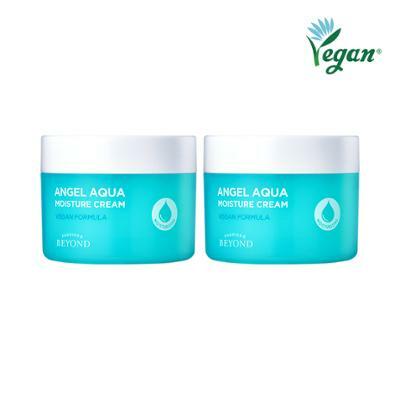 Vegan®
ANGEL AQUA
MOISTURE CREAM
VEGAN FORMULA
BEYOND
ANGEL AQUA
MOISTURE CREAM
VEGAN FORMULA
BEYOND